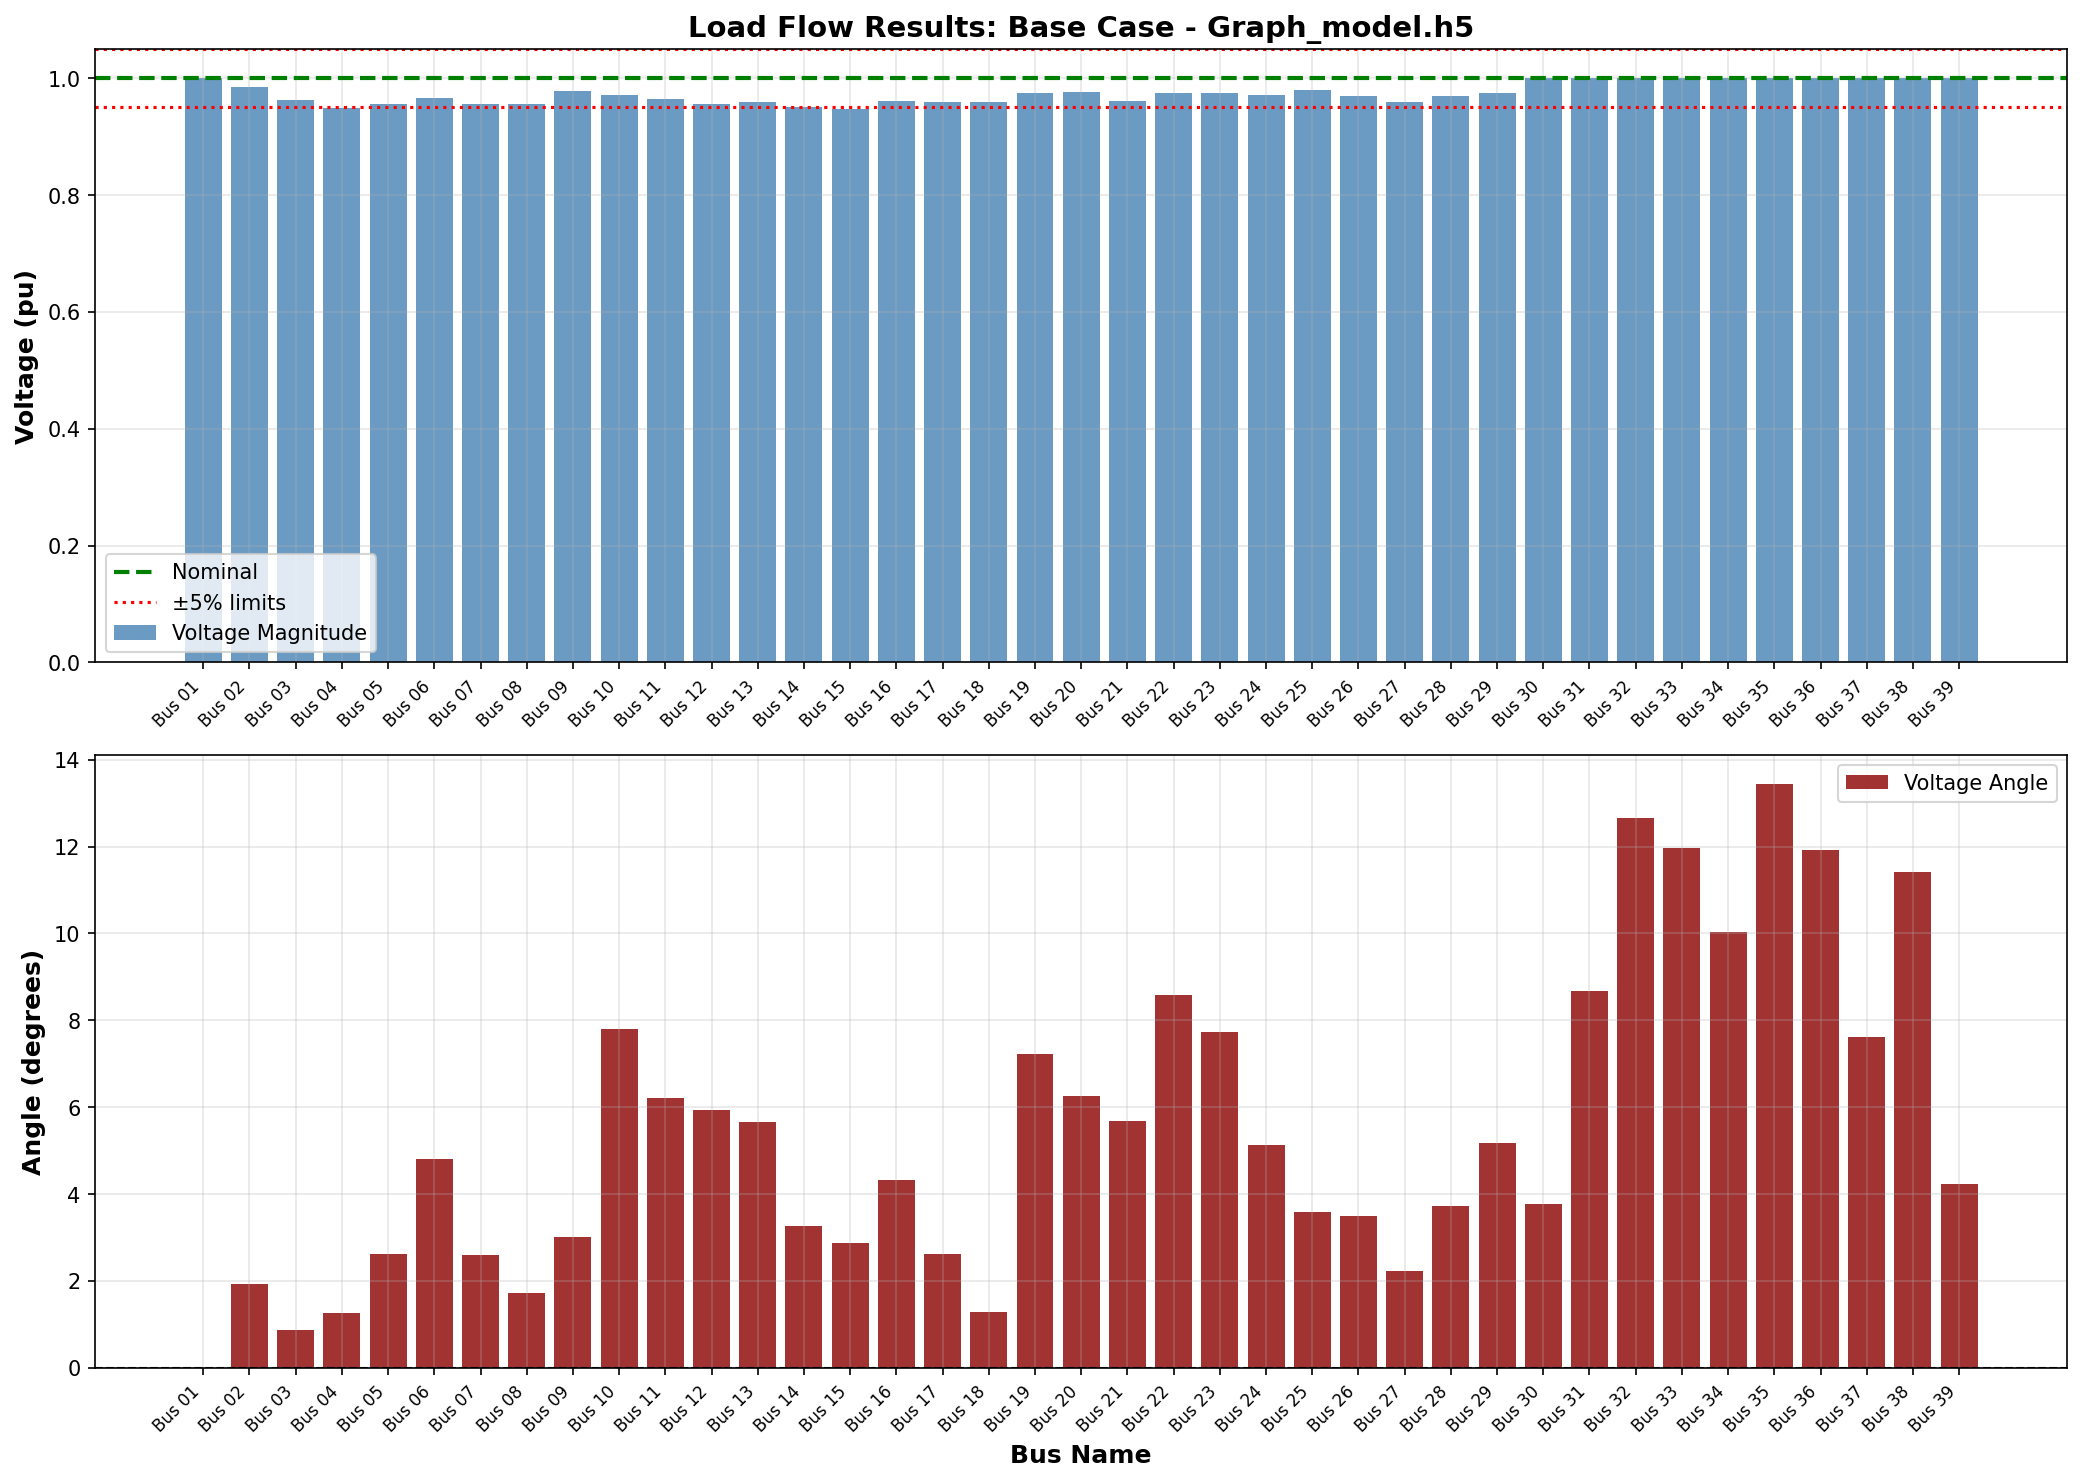 Load Flow Results: Base Case - Graph_model.h5
Voltage (pu)
1.0
0.8
0.6
0.4
0.2
0.0
Nominal
±5% limits
Voltage Magnitude
Bus 01
Bus 02
Bus 03
Bus 04
Bus 05
Bus 06
Bus 07
Bus 08
Bus 09
Bus 10
Bus 11
Bus 12
Bus 13
Bus 14
Bus 15
Bus 16
Bus 17
Bus 18
Bus 19
Bus 20
Bus 21
Bus 22
Bus 23
Bus 24
Bus 25
Bus 26
Bus 27
Bus 28
Bus 29
Bus 30
Bus 31
Bus 32
Bus 33
Bus 34
Bus 35
Bus 36
Bus 37
Bus 38
Bus 39
Angle (degrees)
14
12
10
8
6
4
2
0
Voltage Angle
Bus 01
Bus 02
Bus 03
Bus 04
Bus 05
Bus 06
Bus 07
Bus 08
Bus 09
Bus 10
Bus 11
Bus 12
Bus 13
Bus 14
Bus 15
Bus 16
Bus 17
Bus 18
Bus 19
Bus 20
Bus 21
Bus 22
Bus 23
Bus 24
Bus 25
Bus 26
Bus 27
Bus 28
Bus 29
Bus 30
Bus 31
Bus 32
Bus 33
Bus 34
Bus 35
Bus 36
Bus 37
Bus 38
Bus 39
Bus Name